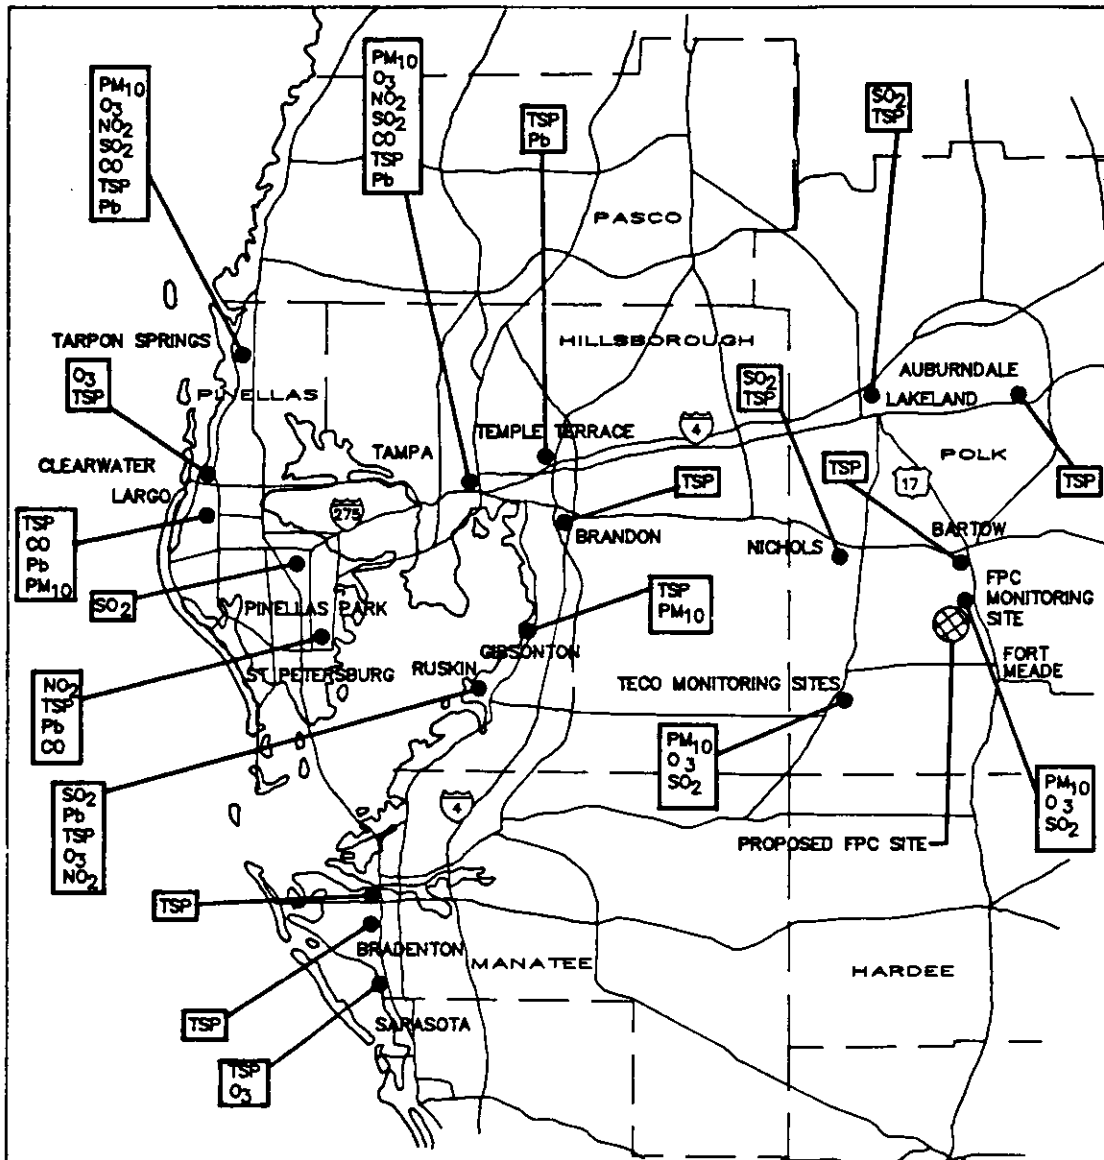 PM10
O3
NO2
SO2
CO
TSP
Pb
PM10
O3
NO2
SO2
CO
TSP
Pb
TSP
Pb
SO2
TSP
PASCO
TARPON SPRINGS
HILLSBOROUGH
O3
TSP
PINELLAS
SO2
TSP
AUBURNDALE
LAKELAND
TEMPLE TERRACE
4
TAMPA
CLEARWATER
LARGO
TSP
TSP
POLK
TSP
17
275
TSP
CO
Pb
PM10
BRANDON
NICHOLS
BARTOW
SO2
PINELLAS PARK
TSP
PM10
FPC
MONITORING
SITE
GIBSONTON
ST PETERSBURG
RUSKIN
FORT
MEADE
TECO MONITORING SITES
NO2
TSP
Pb
CO
PM10
O3
SO2
SO2
Pb
TSP
O3
NO2
4
PM10
O3
SO2
PROPOSED FPC SITE
TSP
BRADENTON
MANATEE
HARDEE
TSP
SARASOTA
TSP
O3